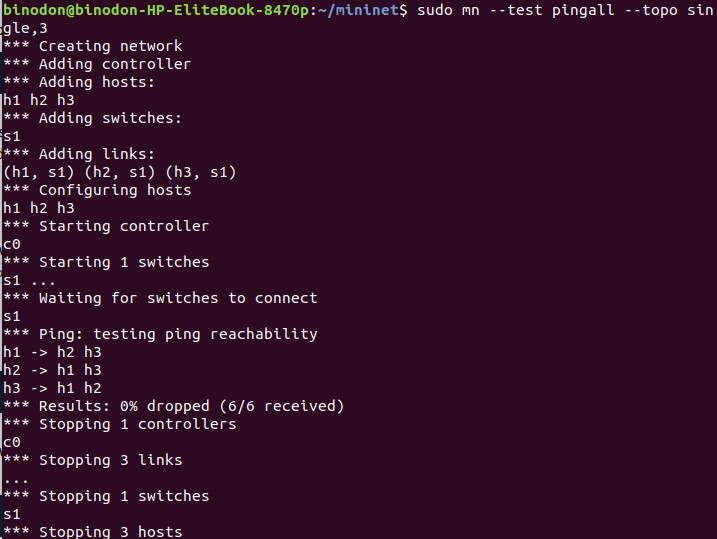 binodon@binodon-HP-EliteBook-8470p:~/mininet$ sudo mn --test pingall --topo sin
gle,3
*** Creating network
*** Adding controller
*** Adding hosts:
h1 h2 h3
*** Adding switches:
s1
*** Adding links:
(h1, s1) (h2, s1) (h3, s1)
*** Configuring hosts
h1 h2 h3
*** Starting controller
c0
*** Starting 1 switches
s1 ...
*** Waiting for switches to connect
s1
*** Ping: testing ping reachability
h1 -> h2 h3
h2 -> h1 h3
h3 -> h1 h2
*** Results: 0% dropped (6/6 received)
*** Stopping 1 controllers
c0
*** Stopping 3 links
...
*** Stopping 1 switches
s1
*** Stopping 3 hosts